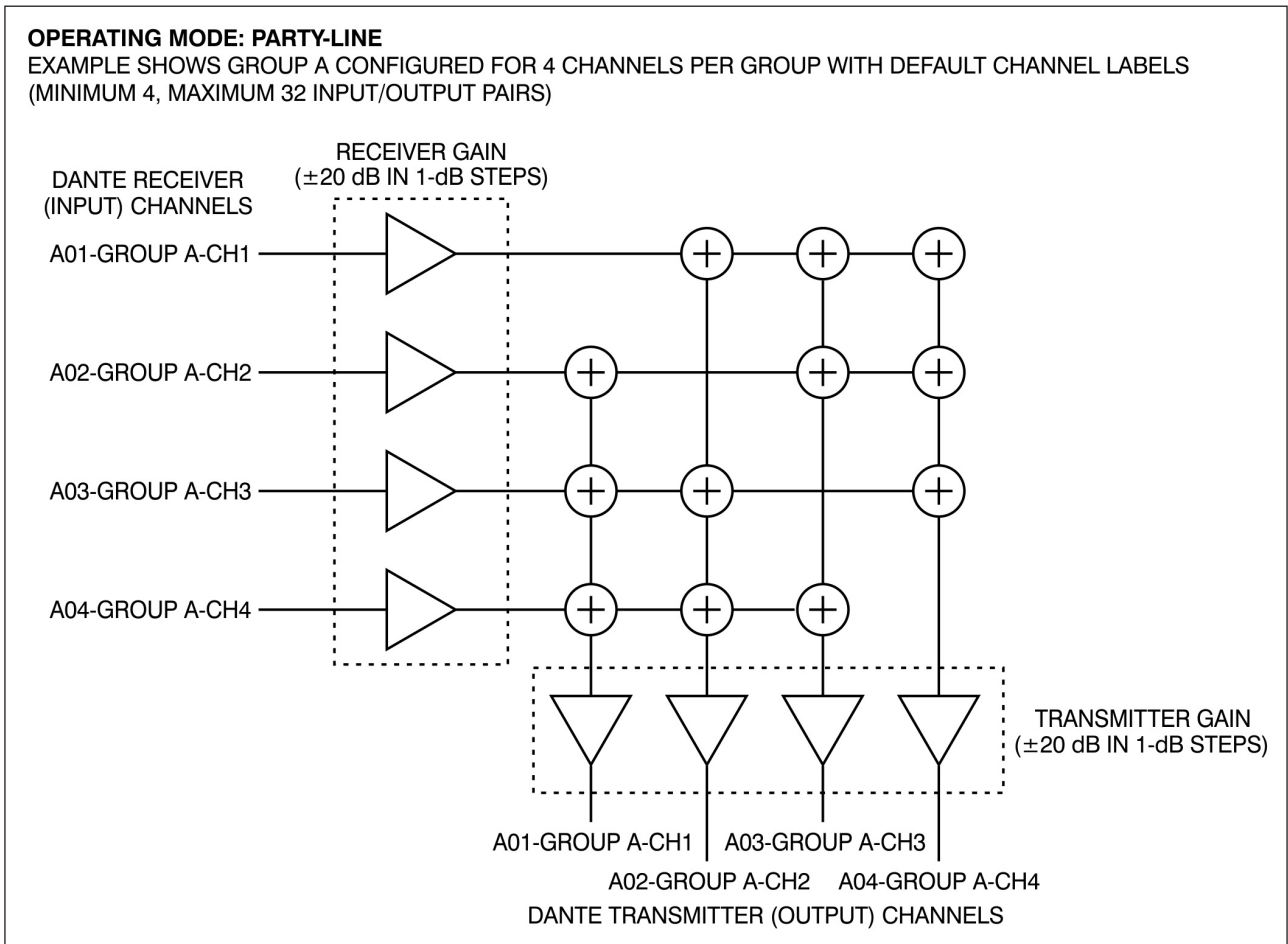 OPERATING MODE: PARTY-LINE
EXAMPLE SHOWS GROUP A CONFIGURED FOR 4 CHANNELS PER GROUP WITH DEFAULT CHANNEL LABELS
(MINIMUM 4, MAXIMUM 32 INPUT/OUTPUT PAIRS)
RECEIVER GAIN
(±20 dB IN 1-dB STEPS)
DANTE RECEIVER
(INPUT) CHANNELS
A01-GROUP A-CH1
A02-GROUP A-CH2
A03-GROUP A-CH3
A04-GROUP A-CH4
TRANSMITTER GAIN
(±20 dB IN 1-dB STEPS)
A01-GROUP A-CH1
A03-GROUP A-CH3
A02-GROUP A-CH2
A04-GROUP A-CH4
DANTE TRANSMITTER (OUTPUT) CHANNELS